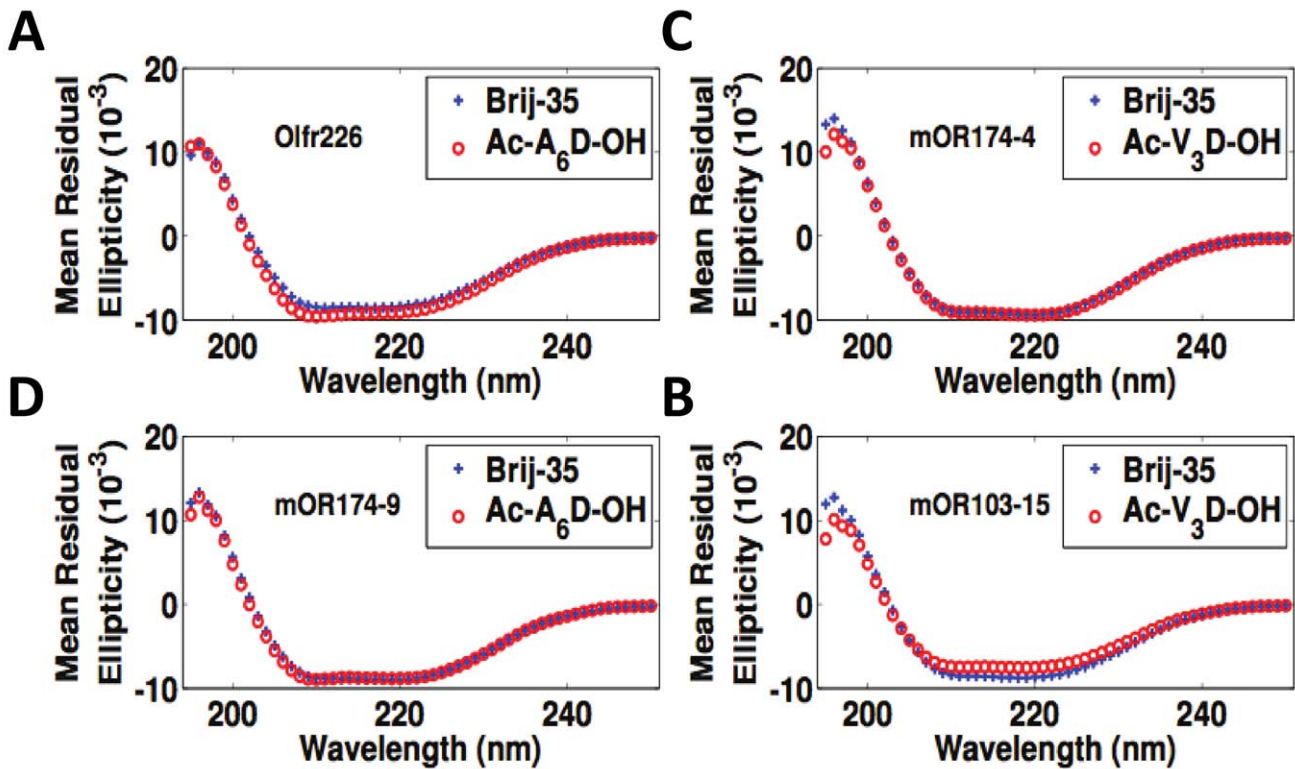 A
Mean Residual
Ellipticity (10⁻³)
20
10
0
-10
Olfr226
Brij-35
Ac-A₆D-OH
200
220
240
Wavelength (nm)
C
Mean Residual
Ellipticity (10⁻³)
20
10
0
-10
mOR174-4
Brij-35
Ac-V₃D-OH
200
220
240
Wavelength (nm)
D
Mean Residual
Ellipticity (10⁻³)
20
10
0
-10
mOR174-9
Brij-35
Ac-A₆D-OH
200
220
240
Wavelength (nm)
B
Mean Residual
Ellipticity (10⁻³)
20
10
0
-10
mOR103-15
Brij-35
Ac-V₃D-OH
200
220
240
Wavelength (nm)